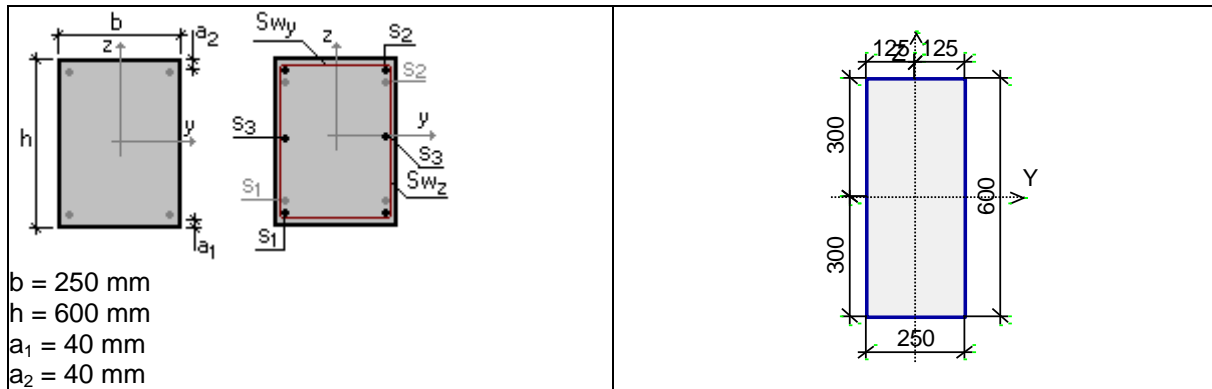 b
a₂
z
h
y
a₁
Swy
z
s₂
s₂
y
s₃
s₃
s₁
Swz
s₁
b = 250 mm
h = 600 mm
a₁ = 40 mm
a₂ = 40 mm
125 Z 125
300
Y
600
300
250